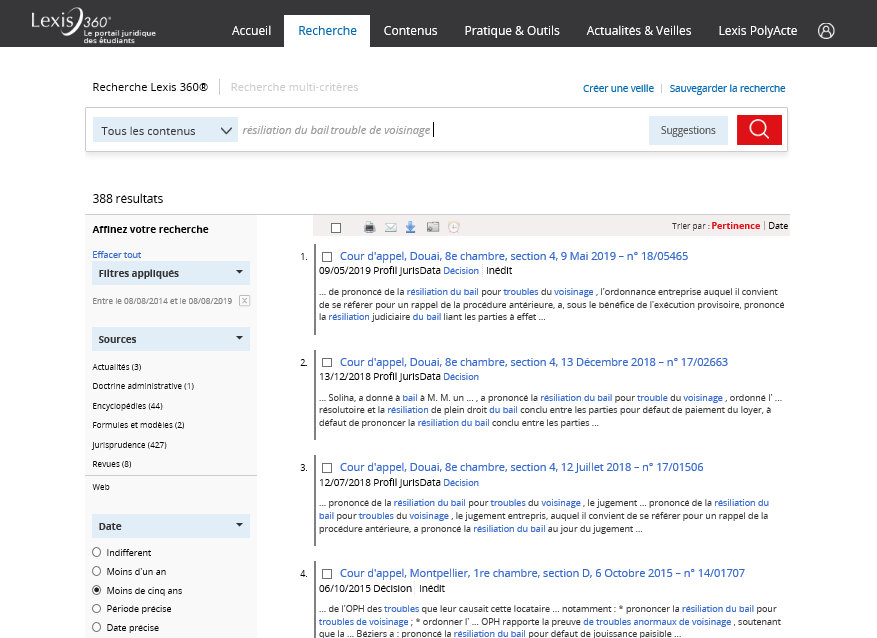 Lexis 360®
Le portail juridique
des étudiants
Accueil
Recherche
Contenus
Pratique & Outils
Actualités & Veilles
Lexis PolyActe
Recherche Lexis 360®
Recherche multi-critères
Créer une veille
Sauvegarder la recherche
Tous les contenus
résiliation du bail trouble de voisinage
Suggestions
388 résultats
Affinez votre recherche
Effacer tout
Filtres appliqués
Entre le 08/08/2014 et le 08/08/2019
Sources
Actualités (3)
Doctrine administrative (1)
Encyclopédies (44)
Formules et modèles (2)
Jurisprudence (427)
Revues (8)
Web
Date
Indifferent
Moins d'un an
Moins de cinq ans
Période précise
Date précise
Trier par : Pertinence | Date
1. Cour d'appel, Douai, 8e chambre, section 4, 9 Mai 2019 – n° 18/05465
09/05/2019 Profil JurisData Décision | Inédit
... de prononcé de la résiliation du bail pour troubles du voisinage , l'ordonnance entreprise auquel il convient
de se référer pour un rappel de la procédure antérieure, a, sous le bénéfice de l'exécution provisoire, prononcé
la résiliation judiciaire du bail liant les parties à effet ...
2. Cour d'appel, Douai, 8e chambre, section 4, 13 Décembre 2018 – n° 17/02663
13/12/2018 Profil JurisData Décision
... Soliha, a donné à bail à M. M. un ... , a prononcé la résiliation du bail pour trouble du voisinage , ordonné l' ...
résolutoire et la résiliation de plein droit du bail conclu entre les parties pour défaut de paiement du loyer, à
défaut de prononcer la résiliation du bail conclu entre les parties ...
3. Cour d'appel, Douai, 8e chambre, section 4, 12 Juillet 2018 – n° 17/01506
12/07/2018 Profil JurisData Décision
... prononcé de la résiliation du bail pour troubles du voisinage , le jugement ... prononcé de la résiliation du
bail pour troubles du voisinage , le jugement entrepris, auquel il convient de se référer pour un rappel de la
procédure antérieure, a prononcé la résiliation du bail au jour du jugement ...
4. Cour d'appel, Montpellier, 1re chambre, section D, 6 Octobre 2015 – n° 14/01707
06/10/2015 Décision | Inédit
... de l'OPH des troubles que leur causait cette locataire ... notamment : * prononcer la résiliation du bail pour
troubles de voisinage ; * ordonner l' ... OPH rapporte la preuve de troubles anormaux de voisinage , soutenant
que la ... Béziers a : prononcé la résiliation du bail pour défaut de jouissance paisible ...